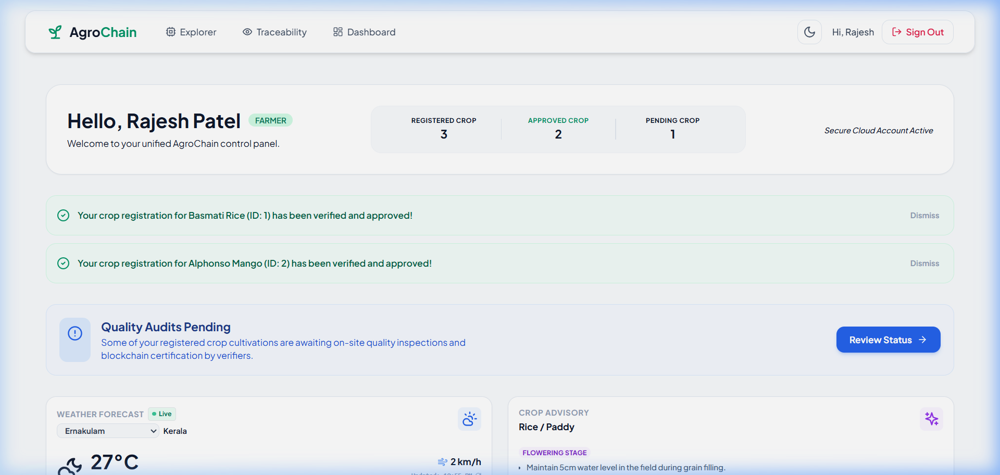 AgroChain
Explorer
Traceability
Dashboard
Hi, Rajesh
Sign Out
Hello, Rajesh Patel
FARMER
Welcome to your unified AgroChain control panel.
REGISTERED CROP
3
APPROVED CROP
2
PENDING CROP
1
Secure Cloud Account Active
Your crop registration for Basmati Rice (ID: 1) has been verified and approved!
Dismiss
Your crop registration for Alphonso Mango (ID: 2) has been verified and approved!
Dismiss
Quality Audits Pending
Some of your registered crop cultivations are awaiting on-site quality inspections and
blockchain certification by verifiers.
Review Status
WEATHER FORECAST
Live
Ernakulam
Kerala
27°C
2 km/h
CROP ADVISORY
Rice / Paddy
FLOWERING STAGE
Maintain 5cm water level in the field during grain filling.